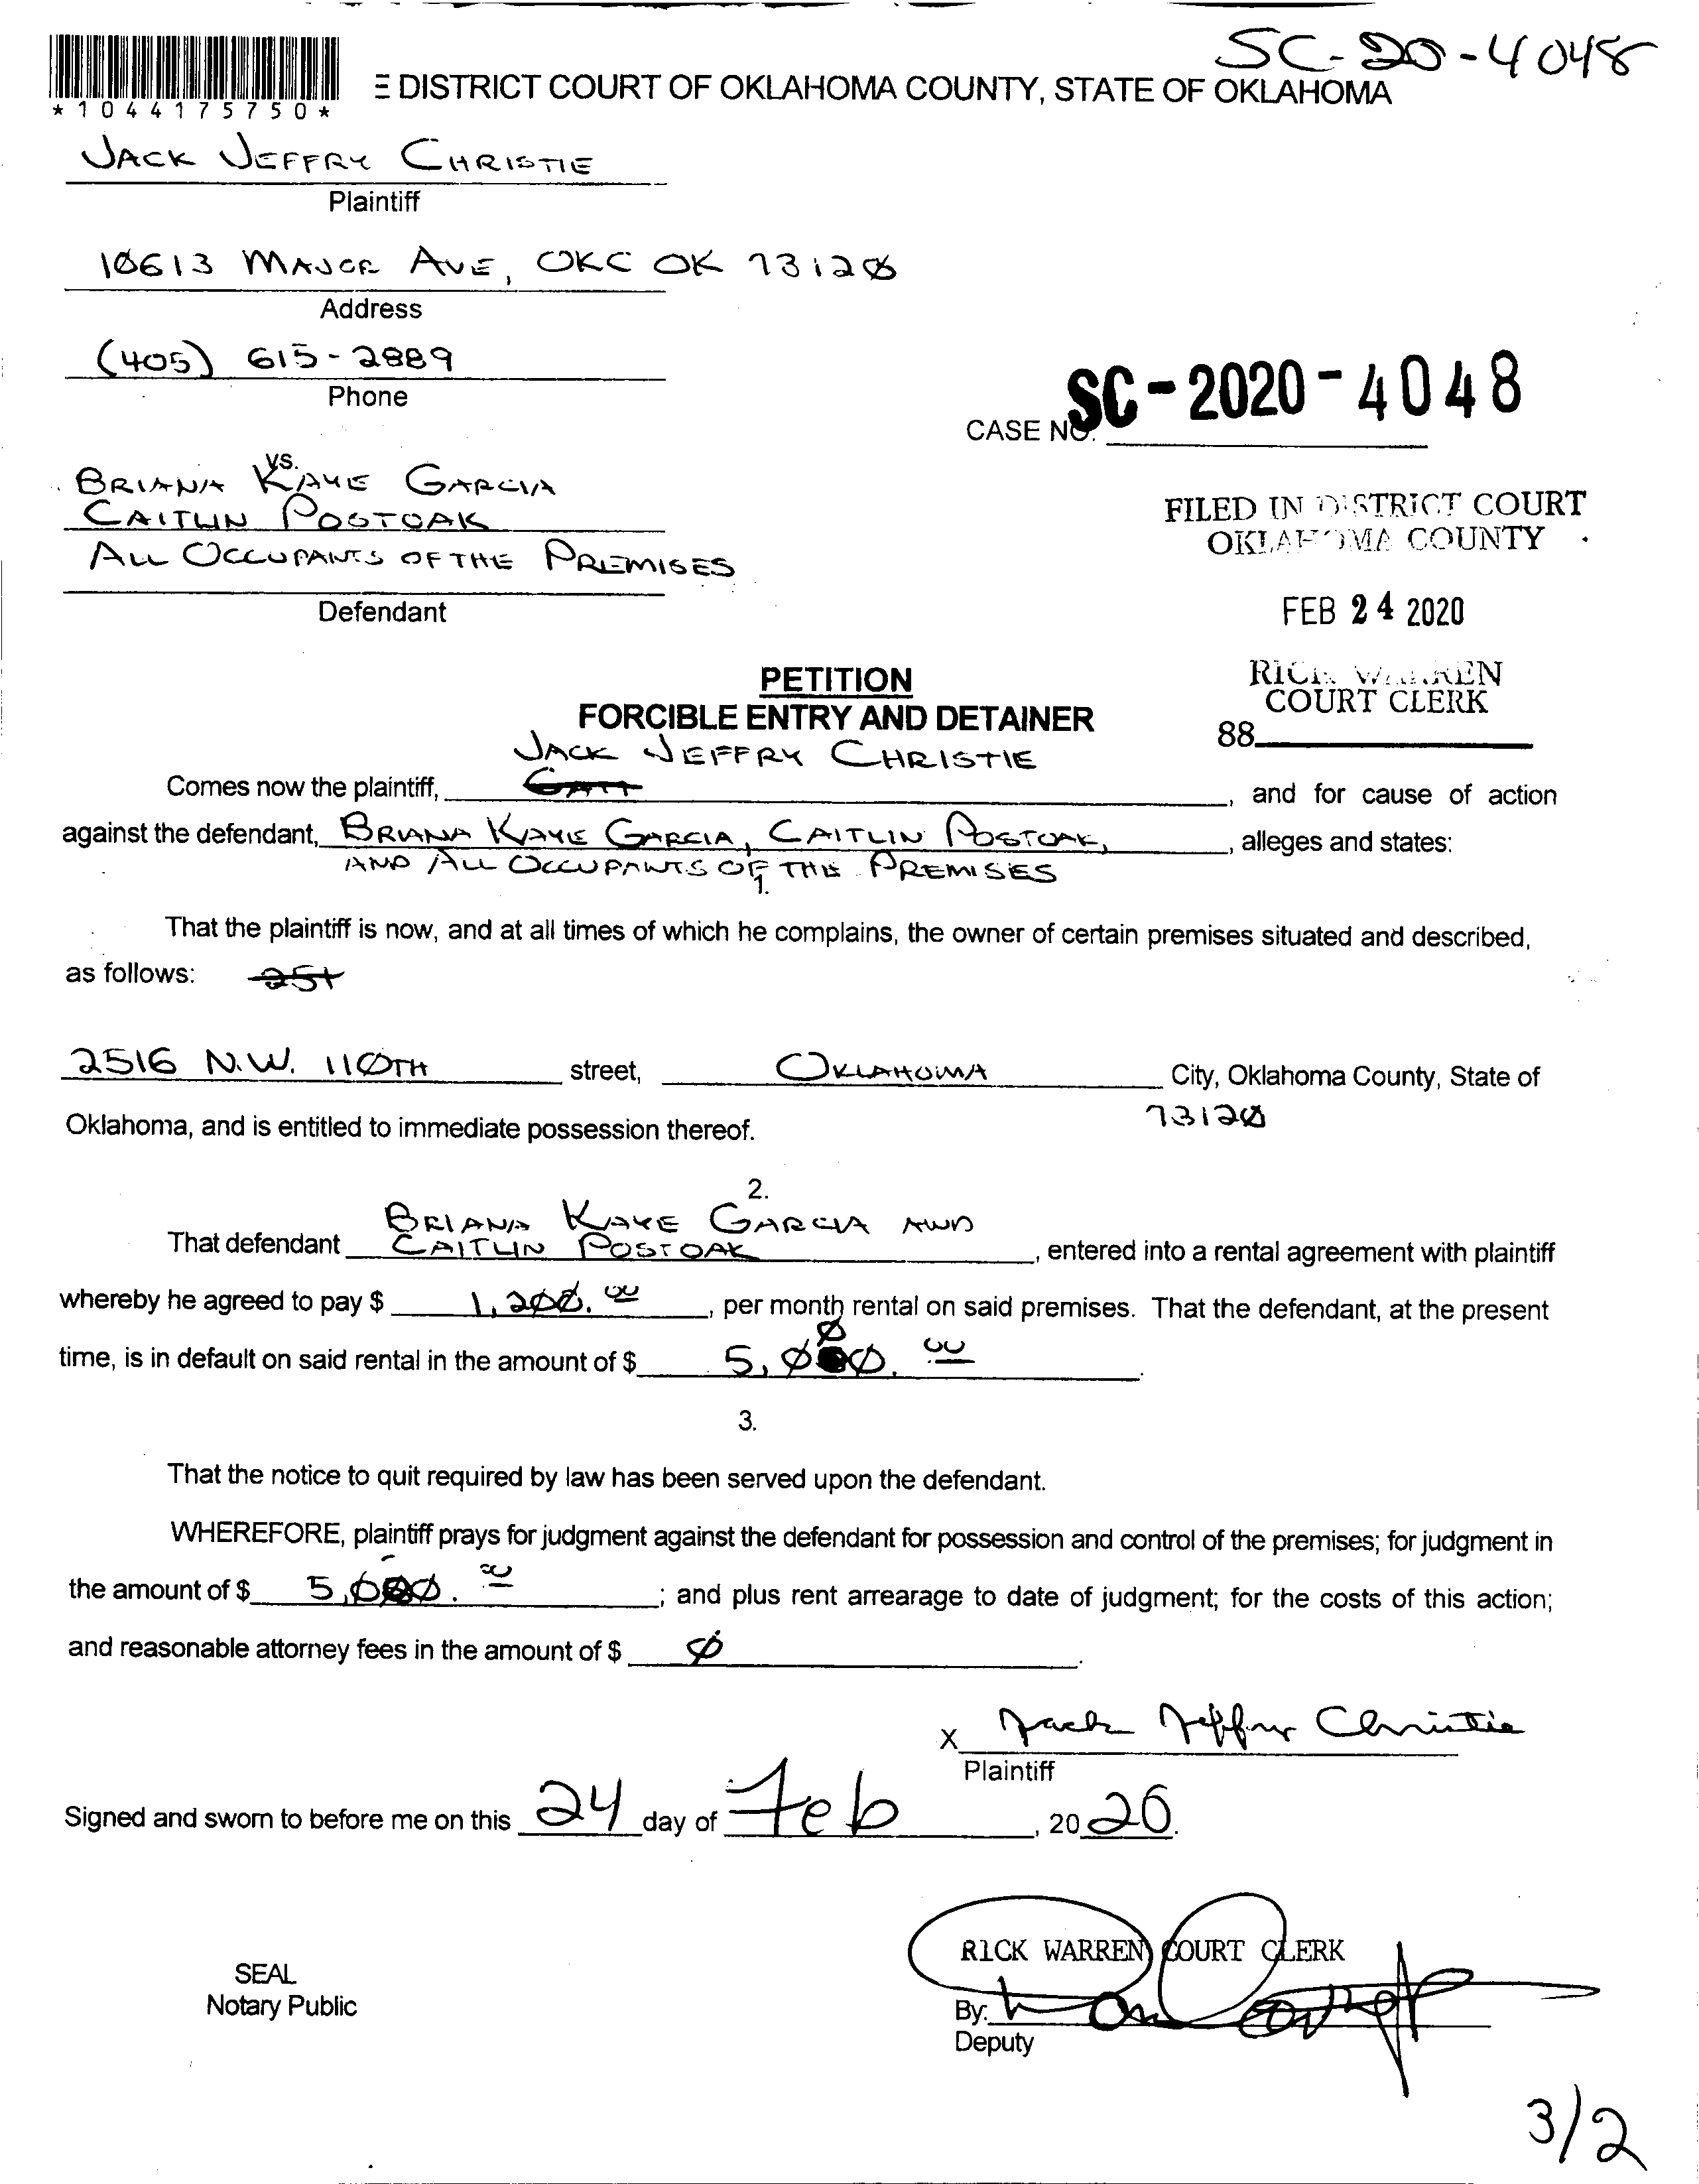 SC-20-4048
*1044175750*
E DISTRICT COURT OF OKLAHOMA COUNTY, STATE OF OKLAHOMA
JACK JEFFRY CHRISTIE
Plaintiff
10613 MAJOR AVE, OKC OK 73120
Address
(405) 615-2889
Phone
CASE NO. SC-2020-4048
vs.
BRIANA KAYE GARCIA
CAITLIN POSTOAK
ALL OCCUPANTS OF THE PREMISES
Defendant
FILED IN DISTRICT COURT
OKLAHOMA COUNTY
FEB 24 2020
RICK WARREN
COURT CLERK
88
PETITION
FORCIBLE ENTRY AND DETAINER
JACK JEFFRY CHRISTIE
Comes now the plaintiff, , and for cause of action
against the defendant, BRIANA KAYE GARCIA, CAITLIN POSTOAK, , alleges and states:
AND ALL OCCUPANTS OF THE PREMISES
1.
That the plaintiff is now, and at all times of which he complains, the owner of certain premises situated and described,
as follows:
2516 N.W. 110TH street, OKLAHOMA City, Oklahoma County, State of
73120
Oklahoma, and is entitled to immediate possession thereof.
2.
BRIANA KAYE GARCIA AND
That defendant CAITLIN POSTOAK, entered into a rental agreement with plaintiff
whereby he agreed to pay $ 1,200.00, per month rental on said premises. That the defendant, at the present
time, is in default on said rental in the amount of $ 5,000.00.
3.
That the notice to quit required by law has been served upon the defendant.
WHEREFORE, plaintiff prays for judgment against the defendant for possession and control of the premises; for judgment in
the amount of $ 5,000.00; and plus rent arrearage to date of judgment; for the costs of this action;
and reasonable attorney fees in the amount of $ 0.
X Jack Jeffry Christie
Plaintiff
Signed and sworn to before me on this 24 day of Feb, 20 20.
RICK WARREN COURT CLERK
SEAL
Notary Public
By:
Deputy
3/2